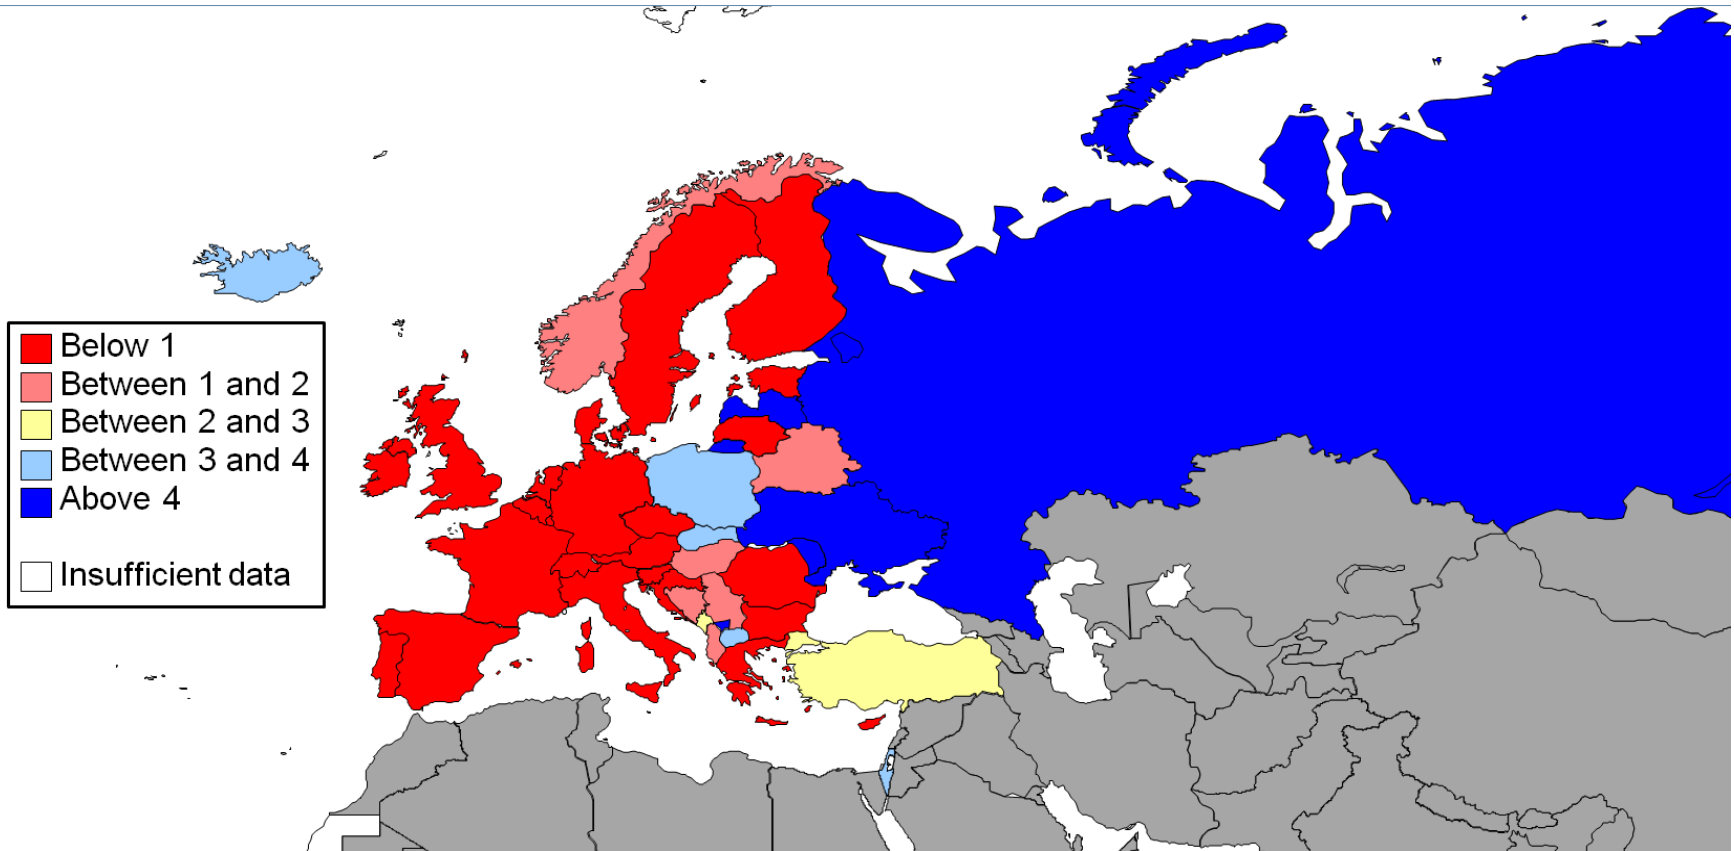 Below 1
Between 1 and 2
Between 2 and 3
Between 3 and 4
Above 4
Insufficient data